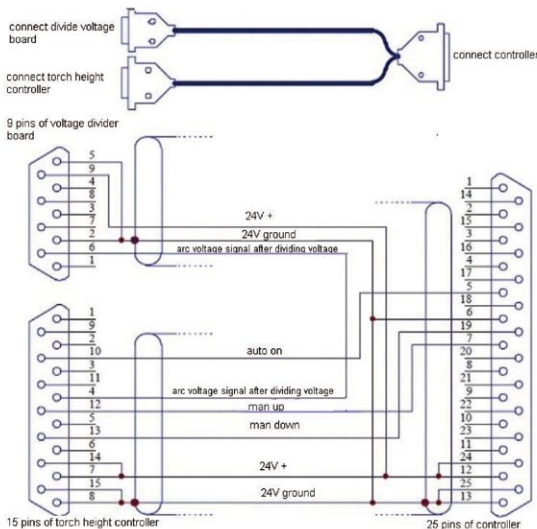 connect divide voltage
board
connect controller
connect torch height
controller
9 pins of voltage divider
board
5
9
4
8
3
7
2
6
1
24V +
24V ground
arc voltage signal after dividing voltage
1
14
2
15
3
16
4
17
5
18
6
19
7
20
8
21
9
22
10
23
11
24
12
25
13
1
9
2
10
3
11
4
12
5
13
6
14
7
15
8
auto on
arc voltage signal after dividing voltage
man up
man down
24V +
24V ground
15 pins of torch height controller
25 pins of controller